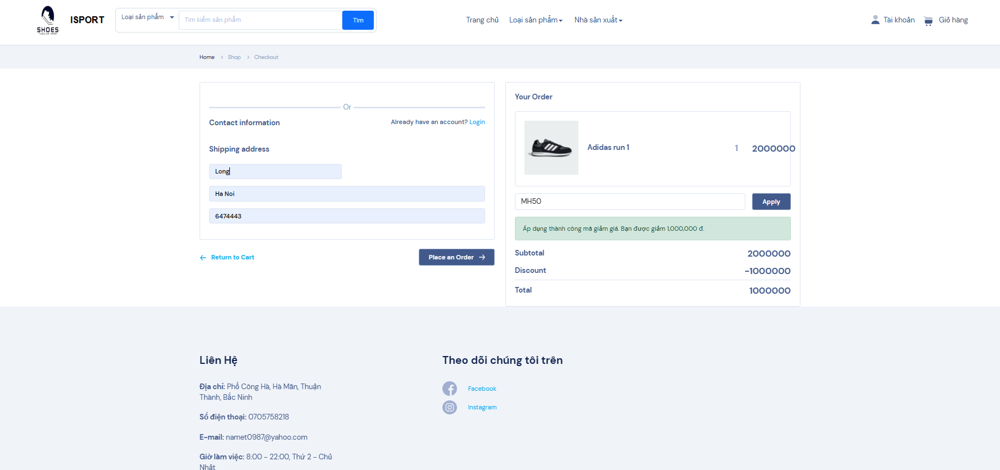 SHOES
ISPORT
Loại sản phẩm
Tìm kiếm sản phẩm
Tìm
Trang chủ
Loại sản phẩm
Nhà sản xuất
Tài khoản
Giỏ hàng
Home
Shop
Checkout
Or
Contact information
Already have an account? Login
Shipping address
Long
Ha Noi
6474443
Return to Cart
Place an Order
Your Order
Adidas run 1
1
2000000
MH50
Apply
Áp dụng thành công mã giảm giá. Bạn được giảm 1,000,000 đ.
Subtotal
2000000
Discount
-1000000
Total
1000000
Liên Hệ
Địa chỉ: Phố Công Hà, Hà Mãn, Thuận
Thành, Bắc Ninh
Số điện thoại: 0705758218
E-mail: namet0987@yahoo.com
Giờ làm việc: 8:00 - 22:00, Thứ 2 - Chủ
Nhật
Theo dõi chúng tôi trên
Facebook
Instagram